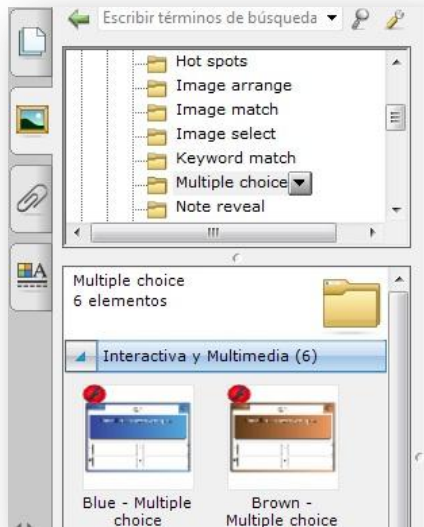 Escribir términos de búsqueda
Hot spots
Image arrange
Image match
Image select
Keyword match
Multiple choice
Note reveal
Multiple choice
6 elementos
Interactiva y Multimedia (6)
Blue - Multiple choice
Brown - Multiple choice